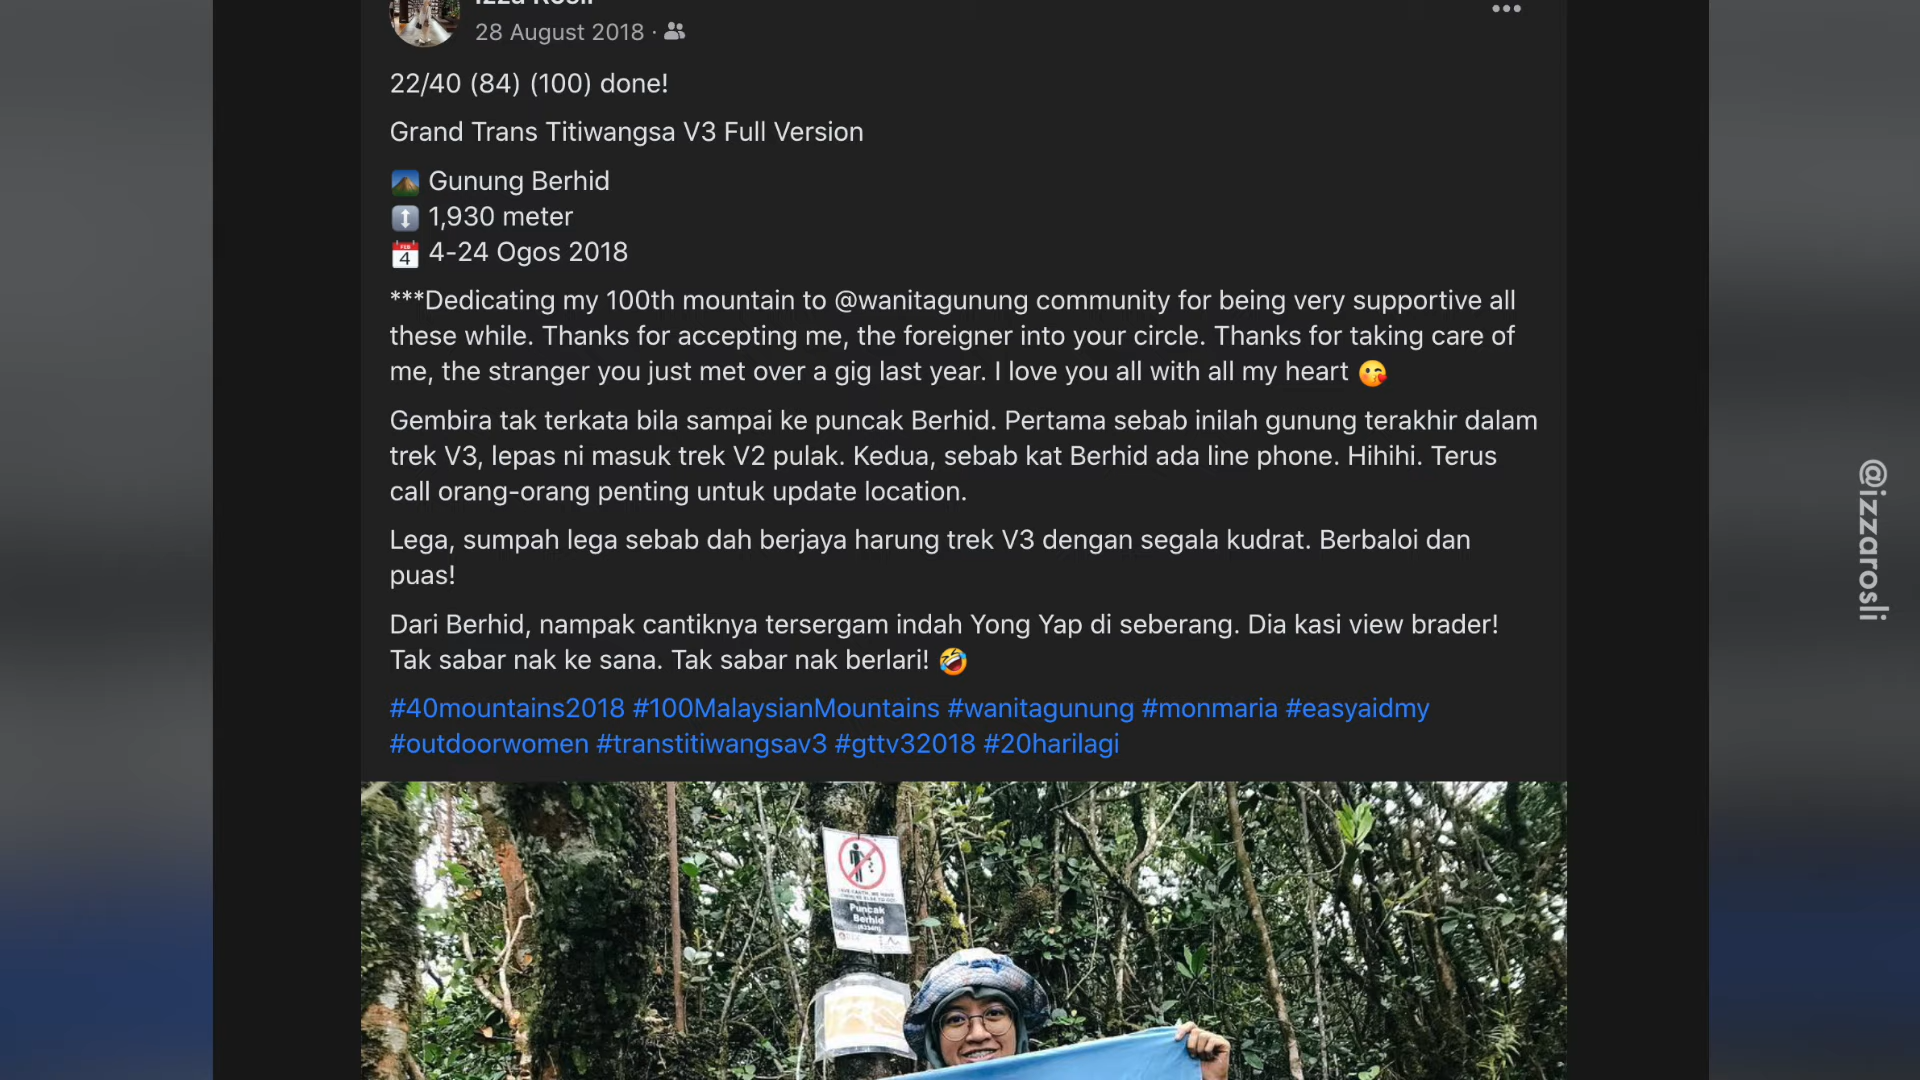 Izza Rosli
28 August 2018 ·
22/40 (84) (100) done!
Grand Trans Titiwangsa V3 Full Version
Gunung Berhid
1,930 meter
4-24 Ogos 2018
***Dedicating my 100th mountain to @wanitagunung community for being very supportive all
these while. Thanks for accepting me, the foreigner into your circle. Thanks for taking care of
me, the stranger you just met over a gig last year. I love you all with all my heart 😘
Gembira tak terkata bila sampai ke puncak Berhid. Pertama sebab inilah gunung terakhir dalam
trek V3, lepas ni masuk trek V2 pulak. Kedua, sebab kat Berhid ada line phone. Hihihi. Terus
call orang-orang penting untuk update location.
Lega, sumpah lega sebab dah berjaya harung trek V3 dengan segala kudrat. Berbaloi dan
puas!
Dari Berhid, nampak cantiknya tersergam indah Yong Yap di seberang. Dia kasi view brader!
Tak sabar nak ke sana. Tak sabar nak berlari! 🤣
#40mountains2018 #100MalaysianMountains #wanitagunung #monmaria #easyaidmy
#outdoorwomen #transtitiwangsav3 #gttv32018 #20harilagi
Puncak
Berhid
@izzarosli